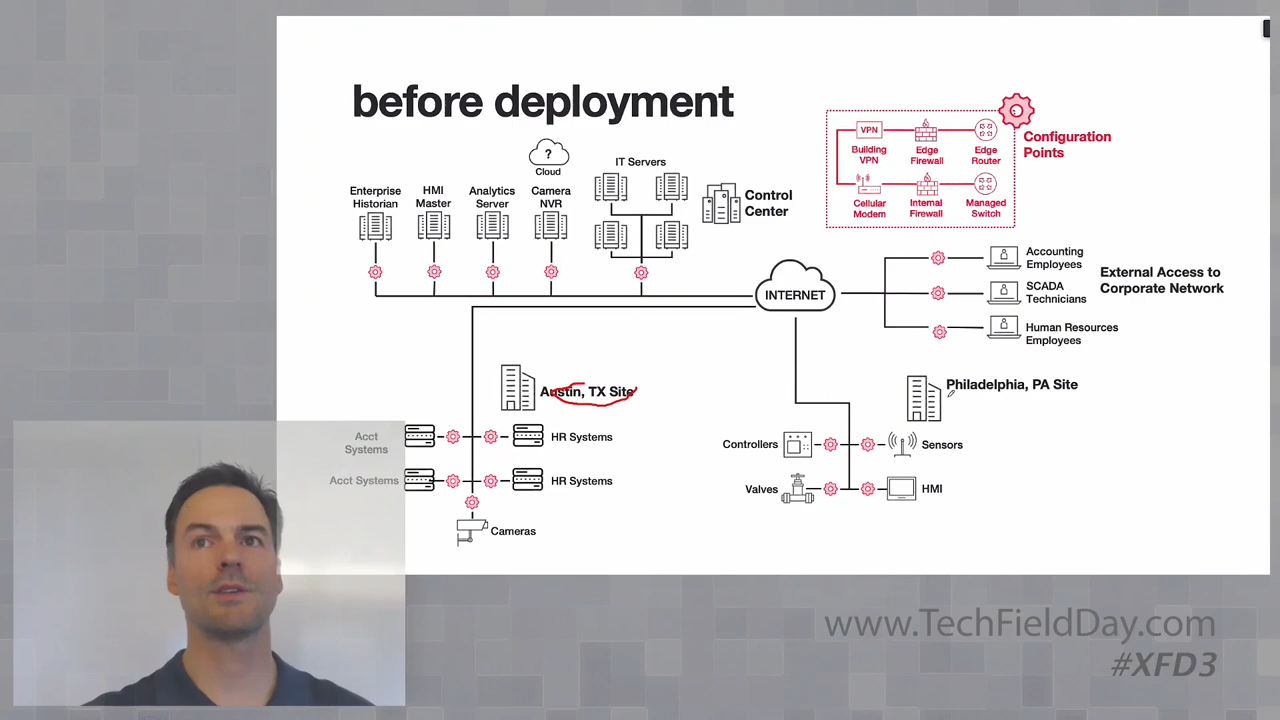 before deployment
?
Cloud
IT Servers
Enterprise
Historian
HMI
Master
Analytics
Server
Camera
NVR
Control
Center
VPN
Building
VPN
Edge
Firewall
Edge
Router
Cellular
Modem
Internal
Firewall
Managed
Switch
Configuration
Points
INTERNET
Accounting
Employees
SCADA
Technicians
Human Resources
Employees
External Access to
Corporate Network
Austin, TX Site
Acct
Systems
HR Systems
Acct Systems
HR Systems
Cameras
Philadelphia, PA Site
Controllers
Sensors
Valves
HMI
www.TechFieldDay.com
#XFD3